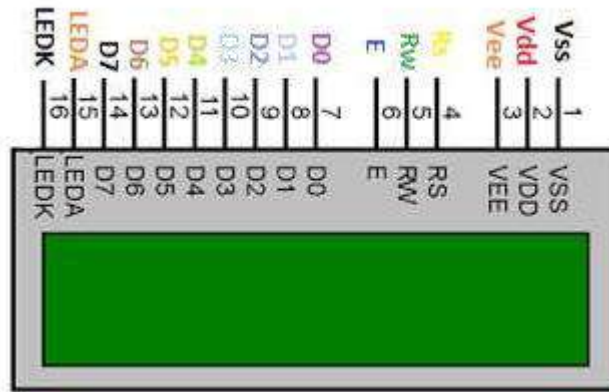 Vss 1 VSS
Vdd 2 VDD
Vee 3 VEE
Rs 4 RS
Rw 5 RW
E 6 E
D0 7 D0
D1 8 D1
D2 9 D2
D3 10 D3
D4 11 D4
D5 12 D5
D6 13 D6
D7 14 D7
LEDA 15 LEDA
LEDK 16 LEDK